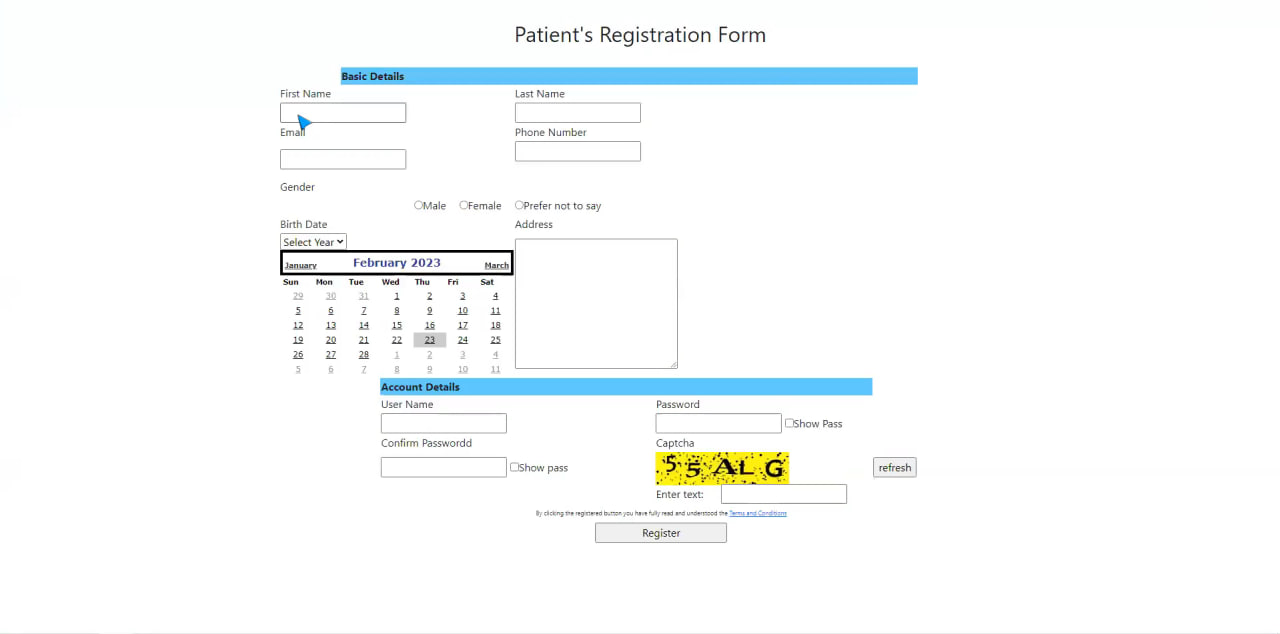 Patient's Registration Form
Basic Details
First Name Last Name
Email Phone Number
Gender
Male Female Prefer not to say
Birth Date Address
Select Year
January February 2023 March
Sun Mon Tue Wed Thu Fri Sat
29 30 31 1 2 3 4
5 6 7 8 9 10 11
12 13 14 15 16 17 18
19 20 21 22 23 24 25
26 27 28 1 2 3 4
5 6 7 8 9 10 11
Account Details
User Name Password
Show Pass
Confirm Passwordd Captcha
Show pass 5 5 A L G refresh
Enter text:
By clicking the registered button you have fully read and understood the Terms and Conditions
Register